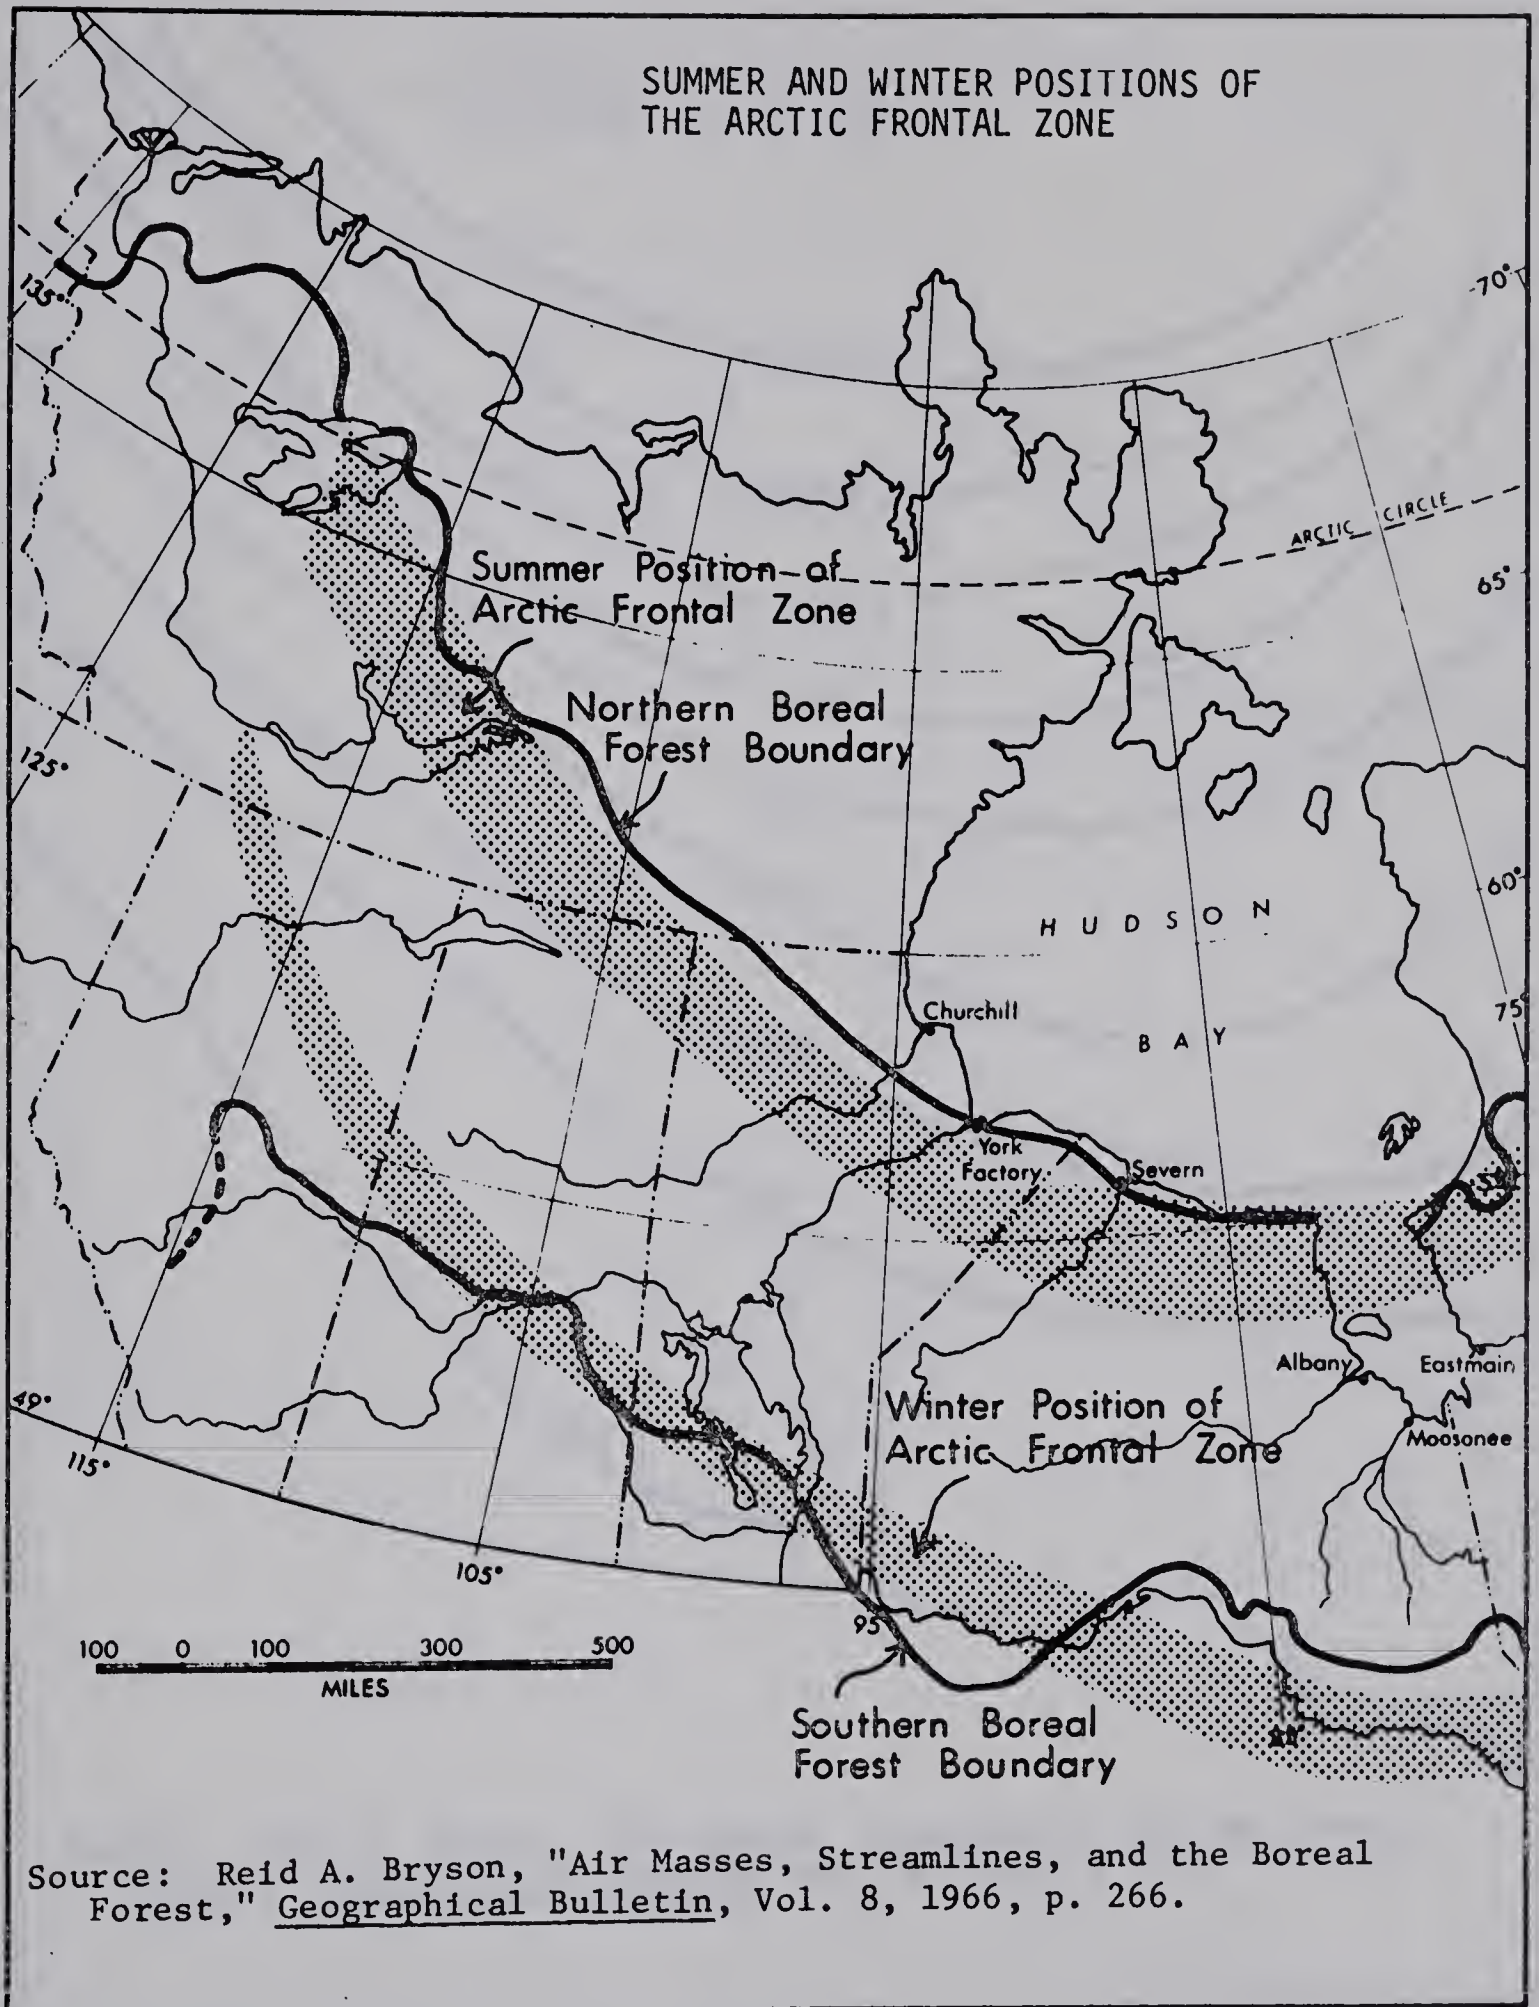 SUMMER AND WINTER POSITIONS OF
THE ARCTIC FRONTAL ZONE
70°
135°
ARCTIC CIRCLE
Summer Position of
Arctic Frontal Zone
65°
Northern Boreal
Forest Boundary
125°
60°
HUDSON
75°
Churchill
BAY
York
Factory
Severn
55°
Albany
Eastmain
49°
Winter Position of
Arctic Frontal Zone
Moosonee
115°
105°
95
100 0 100 300 500
MILES
Southern Boreal
Forest Boundary
Source: Reid A. Bryson, "Air Masses, Streamlines, and the Boreal
Forest," Geographical Bulletin, Vol. 8, 1966, p. 266.